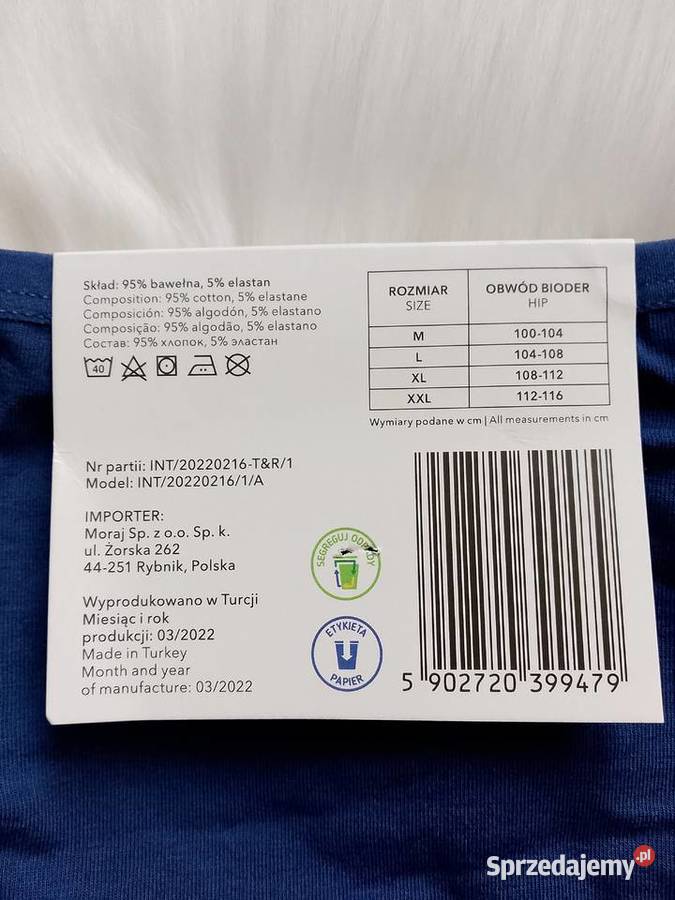 Skład: 95% bawełna, 5% elastan
Composition: 95% cotton, 5% elastane
Composición: 95% algodón, 5% elastano
Composição: 95% algodão, 5% elastano
Состав: 95% хлопок, 5% эластан
40
ROZMIAR
SIZE
OBWÓD BIODER
HIP
M 100-104
L 104-108
XL 108-112
XXL 112-116
Wymiary podane w cm | All measurements in cm
Nr partii: INT/20220216-T&R/1
Model: INT/20220216/1/A
IMPORTER:
Moraj Sp. z o.o. Sp. k.
ul. Żorska 262
44-251 Rybnik, Polska
Wyprodukowano w Turcji
Miesiąc i rok
produkcji: 03/2022
Made in Turkey
Month and year
of manufacture: 03/2022
SEGREGUJ ODPADY
ETYKIETA
PAPIER
5 902720 399479
Sprzedajemy.pl